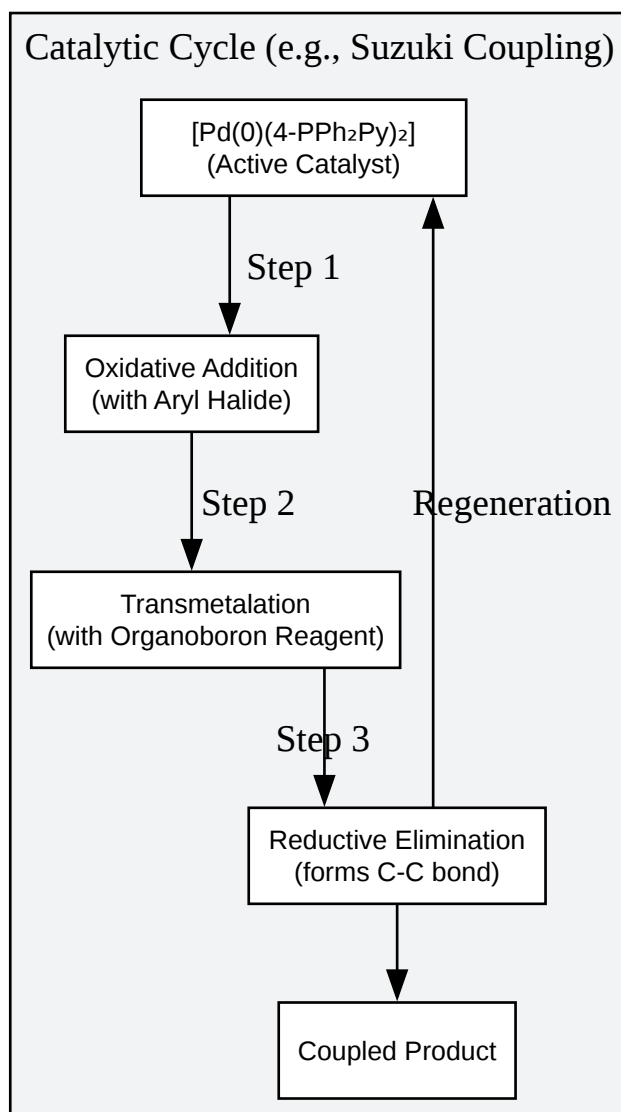 Catalytic Cycle (e.g., Suzuki Coupling)
[Pd(0)(4-PPh₂Py)₂]
(Active Catalyst)
Step 1
Oxidative Addition
(with Aryl Halide)
Step 2
Regeneration
Transmetalation
(with Organoboron Reagent)
Step 3
Reductive Elimination
(forms C-C bond)
Coupled Product